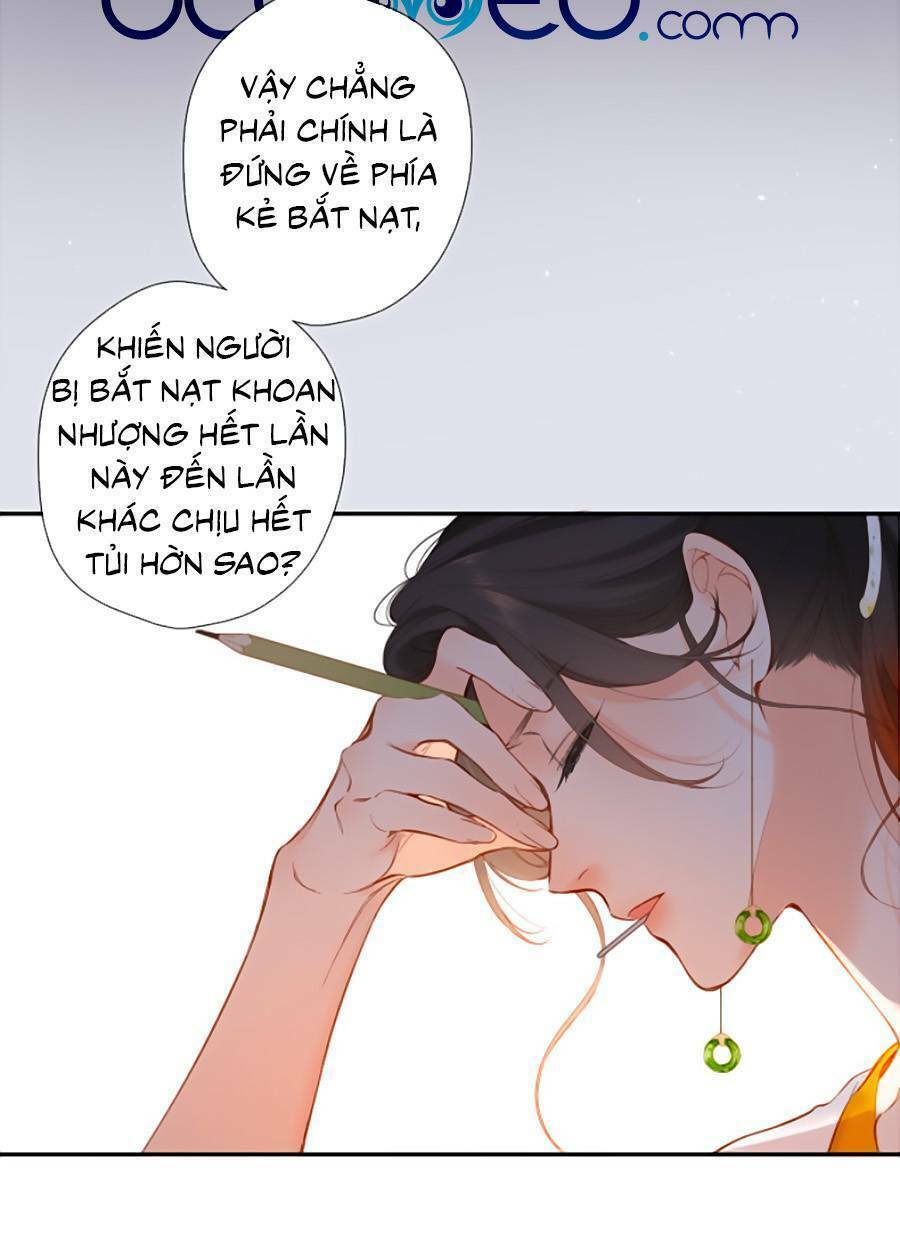 VẬY CHẲNG
PHẢI CHÍNH LÀ
ĐỨNG VỀ PHÍA
KẺ BẮT NẠT,
KHIẾN NGƯỜI
BỊ BẮT NẠT KHOAN
NHƯỢNG HẾT LẦN
NÀY ĐẾN LẦN
KHÁC CHỊU HẾT
TỦI HỜN SAO?